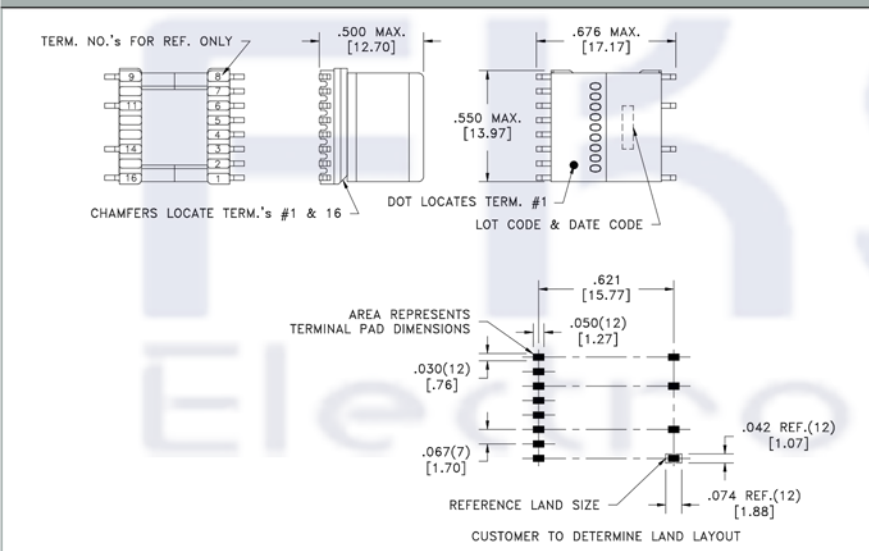 TERM. NO.'s FOR REF. ONLY
.500 MAX.
[12.70]
.676 MAX.
[17.17]
9
8
7
11
6
5
4
14
3
2
16
1
.550 MAX.
[13.97]
CHAMFERS LOCATE TERM.'s #1 & 16
DOT LOCATES TERM. #1
LOT CODE & DATE CODE
.621
[15.77]
AREA REPRESENTS
TERMINAL PAD DIMENSIONS
.050(12)
[1.27]
.030(12)
[.76]
.067(7)
[1.70]
.042 REF.(12)
[1.07]
REFERENCE LAND SIZE
.074 REF.(12)
[1.88]
CUSTOMER TO DETERMINE LAND LAYOUT
Elektro